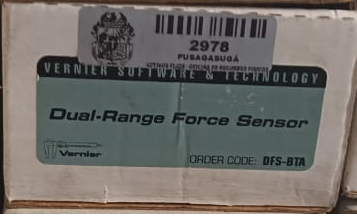 2978
FUSAGASUGÁ
VERNIER SOFTWARE & TECHNOLOGY
Dual-Range Force Sensor
Vernier
ORDER CODE: DFS-BTA